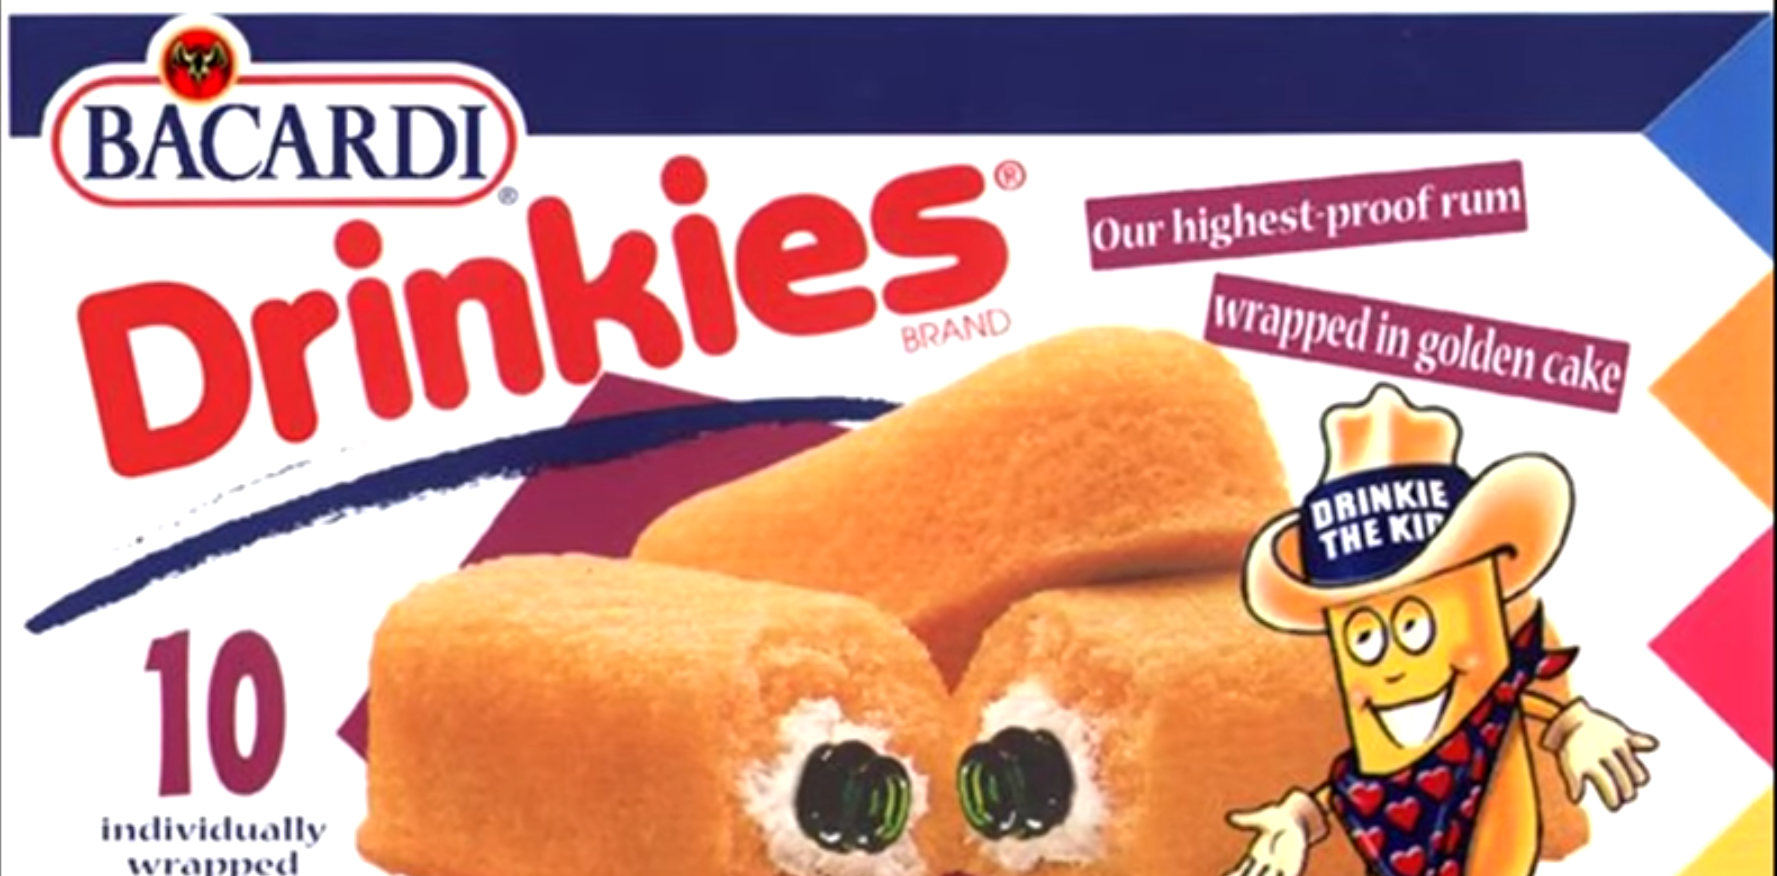 BACARDI®
Drinkies®
BRAND
Our highest-proof rum
wrapped in golden cake
DRINKIE
THE KID
10
individually
wrapped